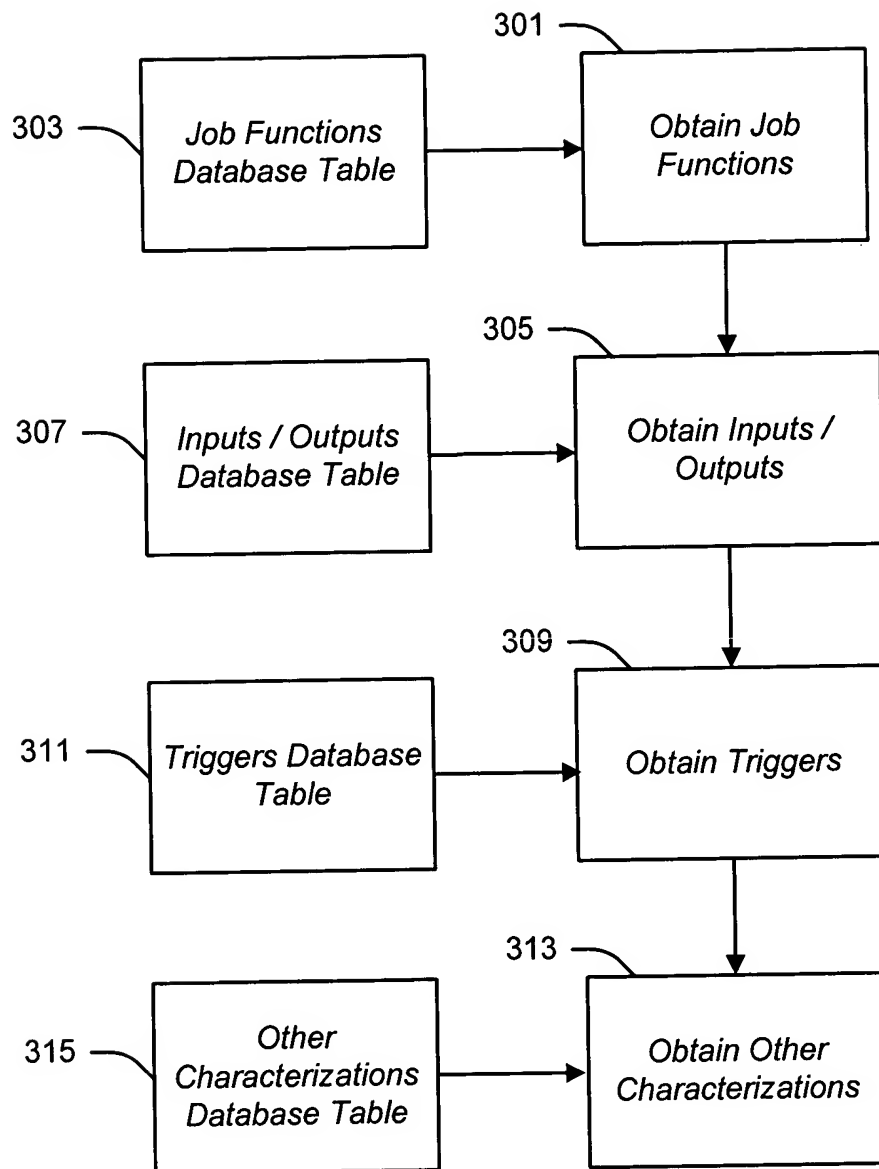 301
303
Job Functions
Database Table
Obtain Job
Functions
305
307
Inputs / Outputs
Database Table
Obtain Inputs /
Outputs
309
311
Triggers Database
Table
Obtain Triggers
313
315
Other
Characterizations
Database Table
Obtain Other
Characterizations